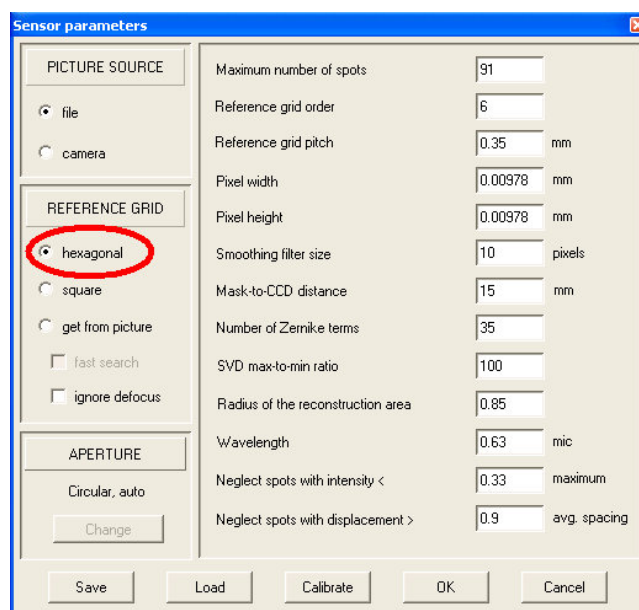 Sensor parameters
PICTURE SOURCE
file
camera
REFERENCE GRID
hexagonal
square
get from picture
fast search
ignore defocus
APERTURE
Circular, auto
Change
Maximum number of spots 91
Reference grid order 6
Reference grid pitch 0.35 mm
Pixel width 0.00978 mm
Pixel height 0.00978 mm
Smoothing filter size 10 pixels
Mask-to-CCD distance 15 mm
Number of Zernike terms 35
SVD max-to-min ratio 100
Radius of the reconstruction area 0.85
Wavelength 0.63 mic
Neglect spots with intensity < 0.33 maximum
Neglect spots with displacement > 0.9 avg. spacing
Save Load Calibrate OK Cancel